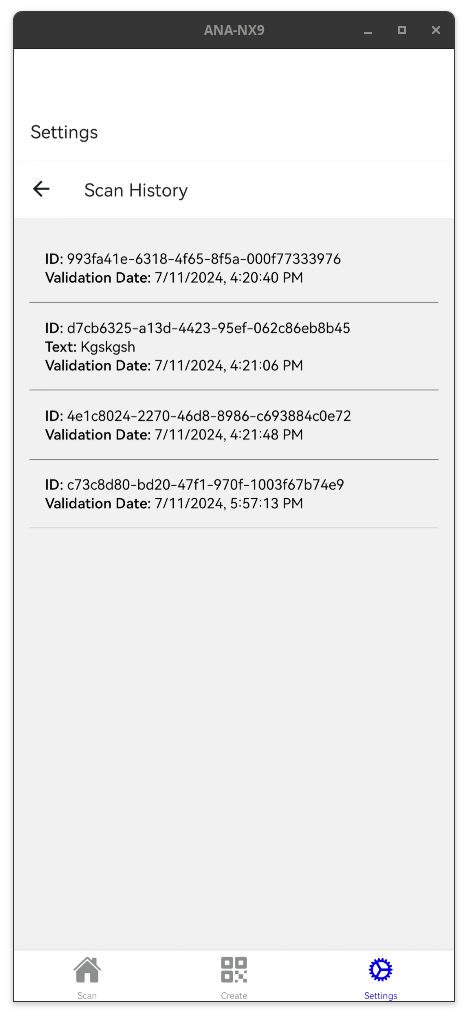 ANA-NX9
Settings
Scan History
ID: 993fa41e-6318-4f65-8f5a-000f77333976
Validation Date: 7/11/2024, 4:20:40 PM
ID: d7cb6325-a13d-4423-95ef-062c86eb8b45
Text: Kgskgsh
Validation Date: 7/11/2024, 4:21:06 PM
ID: 4e1c8024-2270-46d8-8986-c693884c0e72
Validation Date: 7/11/2024, 4:21:48 PM
ID: c73c8d80-bd20-47f1-970f-1003f67b74e9
Validation Date: 7/11/2024, 5:57:13 PM
Scan Create Settings